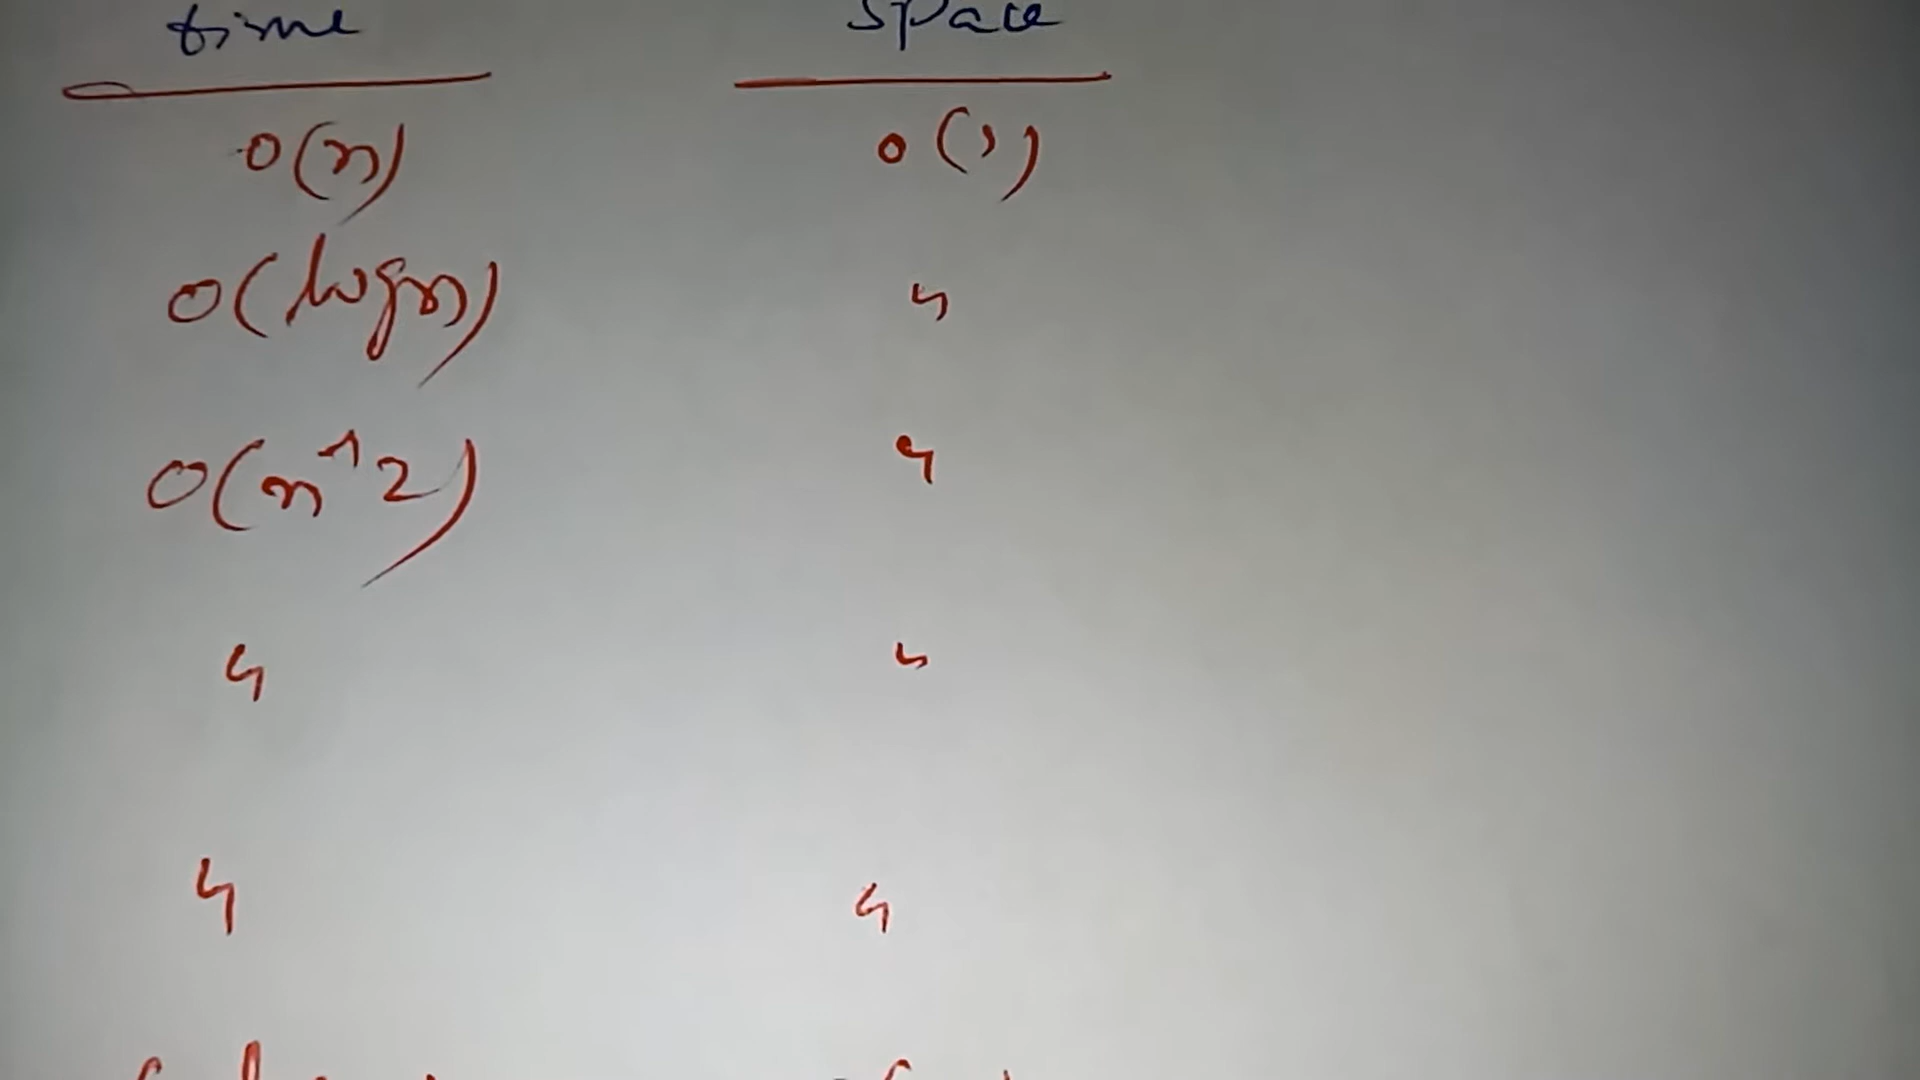 time space
O(n) O(1)
O(logn) "
O(n^2) "
" "
" "